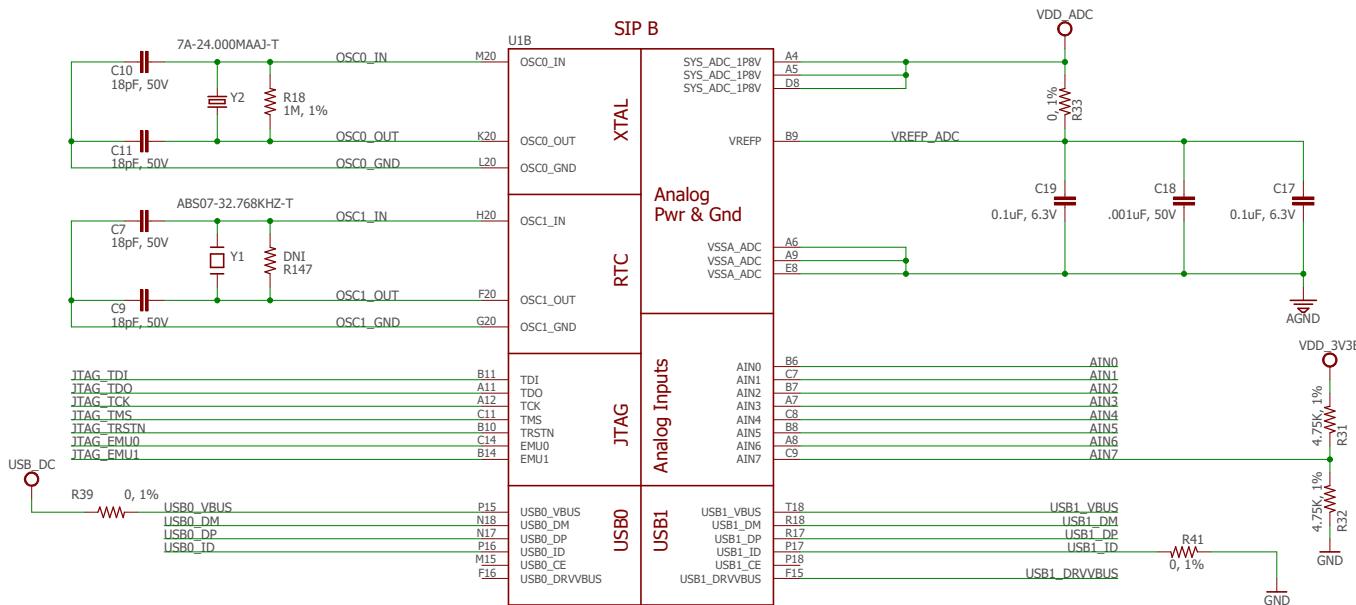 SIP B
U1B
7A-24.000MAAJ-T
C10
18pF, 50V
Y2
R18
1M, 1%
C11
18pF, 50V
OSC0_IN
OSC0_OUT
OSC0_GND
M20
K20
L20
OSC0_IN
OSC0_OUT
OSC0_GND
XTAL
ABS07-32.768KHZ-T
C7
18pF, 50V
Y1
DNI
R147
C9
18pF, 50V
OSC1_IN
OSC1_OUT
OSC1_GND
H20
F20
G20
OSC1_IN
OSC1_OUT
OSC1_GND
RTC
JTAG_TDI B11 TDI
JTAG_TDO A11 TDO
JTAG_TCK A12 TCK
JTAG_TMS C11 TMS
JTAG_TRSTN B10 TRSTN
JTAG_EMU0 C14 EMU0
JTAG_EMU1 B14 EMU1
JTAG
USB_DC
R39 0, 1%
USB0_VBUS P15 USB0_VBUS
USB0_DM N18 USB0_DM
USB0_DP N17 USB0_DP
USB0_ID P16 USB0_ID
M15 USB0_CE
F16 USB0_DRVVBUS
USB0
VDD_ADC
SYS_ADC_1P8V A4
SYS_ADC_1P8V A5
SYS_ADC_1P8V D8
0, 1%
R33
VREFP B9 VREFP_ADC
Analog
Pwr & Gnd
C19
0.1uF, 6.3V
C18
.001uF, 50V
C17
0.1uF, 6.3V
VSSA_ADC A6
VSSA_ADC A9
VSSA_ADC E8
AGND
Analog Inputs
AIN0 B6 AIN0
AIN1 C7 AIN1
AIN2 B7 AIN2
AIN3 A7 AIN3
AIN4 C8 AIN4
AIN5 B8 AIN5
AIN6 A8 AIN6
AIN7 C9 AIN7
4.75K, 1%
R31
4.75K, 1%
R32
GND
USB1
USB1_VBUS T18 USB1_VBUS
USB1_DM R18 USB1_DM
USB1_DP R17 USB1_DP
USB1_ID P17 USB1_ID
USB1_CE P18
USB1_DRVVBUS F15 USB1_DRVVBUS
R41
0, 1%
GND